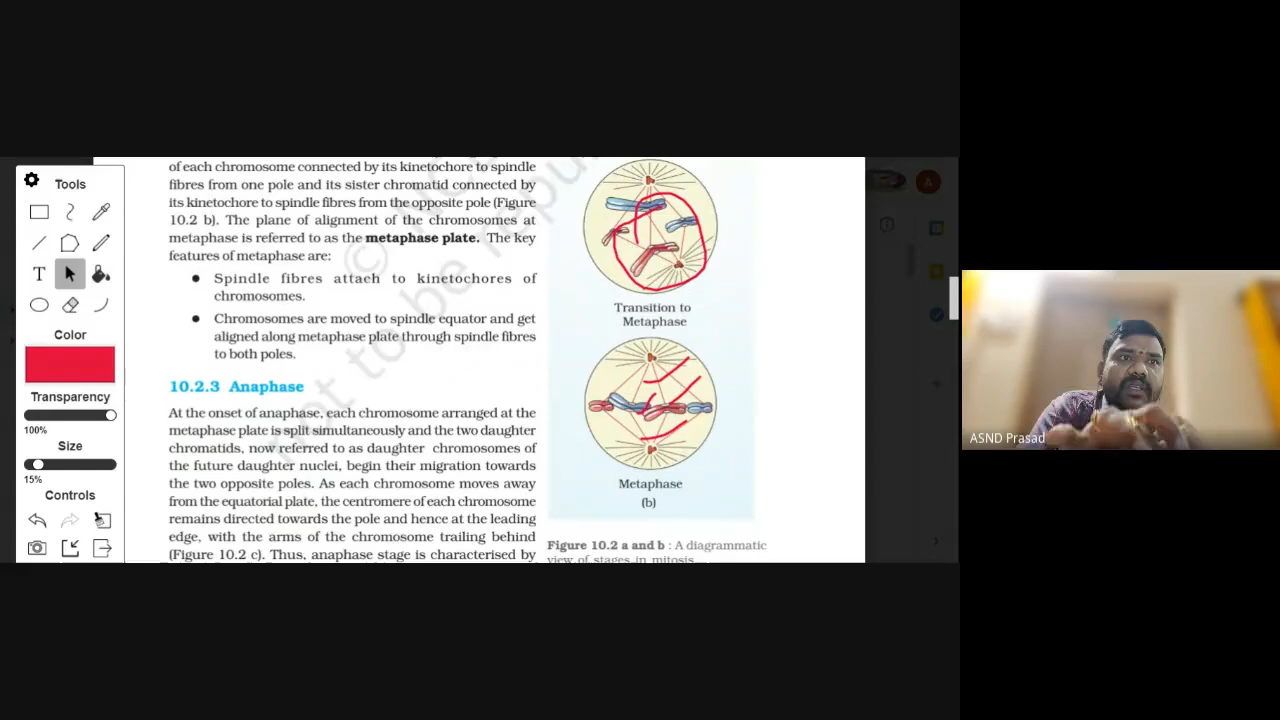 of each chromosome connected by its kinetochore to spindle
fibres from one pole and its sister chromatid connected by
its kinetochore to spindle fibres from the opposite pole (Figure
10.2 b). The plane of alignment of the chromosomes at
metaphase is referred to as the metaphase plate. The key
features of metaphase are:
● Spindle fibres attach to kinetochores of
chromosomes.
● Chromosomes are moved to spindle equator and get
aligned along metaphase plate through spindle fibres
to both poles.
10.2.3 Anaphase
At the onset of anaphase, each chromosome arranged at the
metaphase plate is split simultaneously and the two daughter
chromatids, now referred to as daughter chromosomes of
the future daughter nuclei, begin their migration towards
the two opposite poles. As each chromosome moves away
from the equatorial plate, the centromere of each chromosome
remains directed towards the pole and hence at the leading
edge, with the arms of the chromosome trailing behind
(Figure 10.2 c). Thus, anaphase stage is characterised by
Transition to
Metaphase
Metaphase
(b)
Figure 10.2 a and b : A diagrammatic
view of stages in mitosis
not to be republ
©
Tools
T
Color
Transparency
100%
Size
15%
Controls
A
ASND Prasad